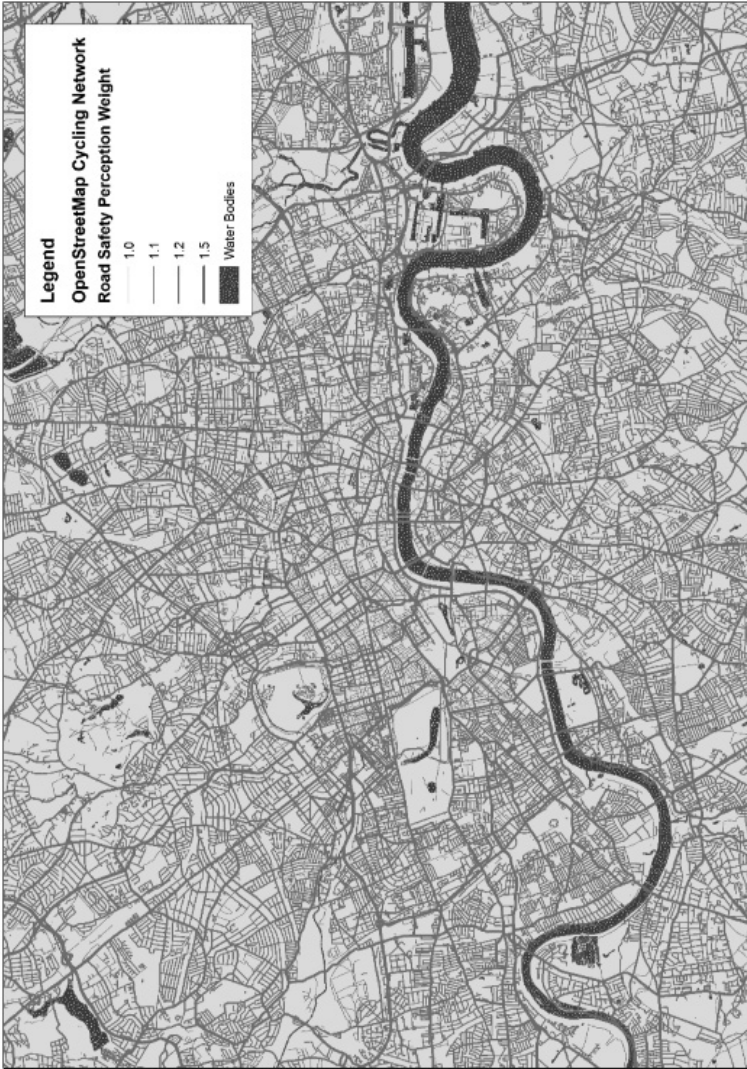 Legend
OpenStreetMap Cycling Network
Road Safety Perception Weight
1.0
1.1
1.2
1.5
Water Bodies